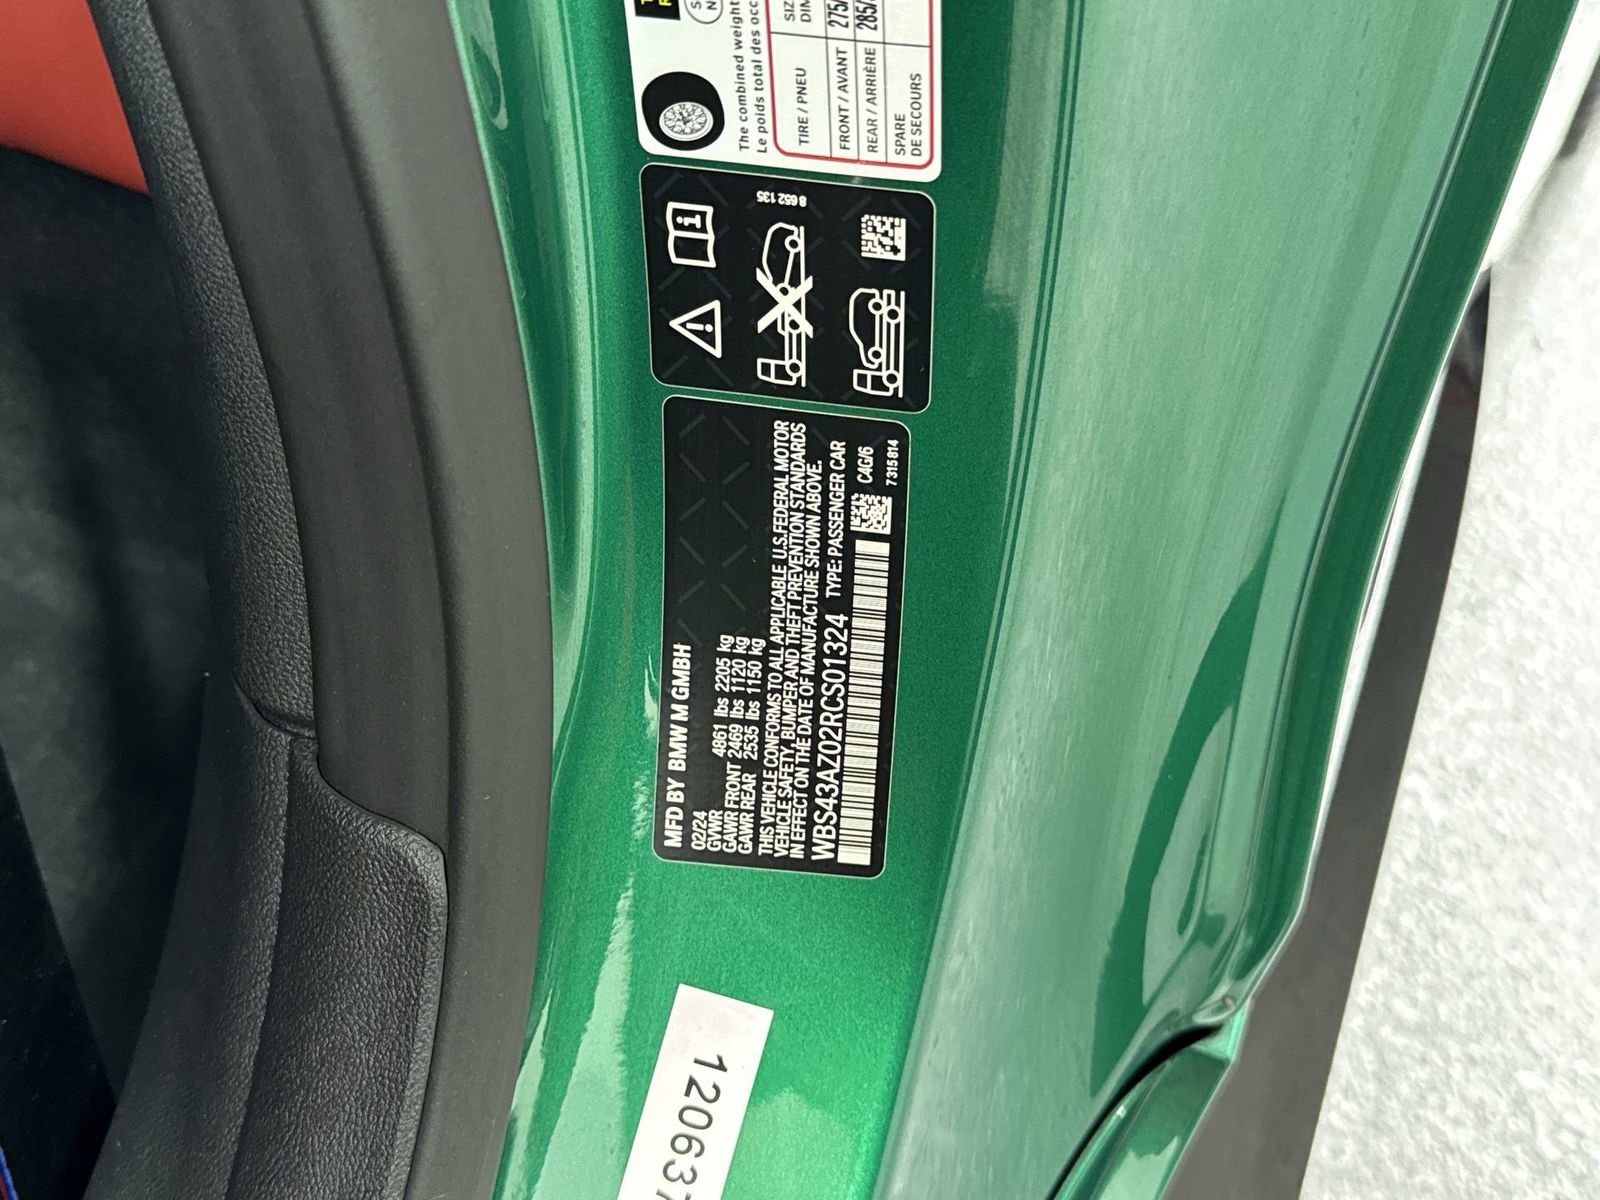 The combined weight
Le poids total des occ
TIRE / PNEU
FRONT / AVANT 275/
REAR / ARRIÈRE 285/
SPARE
DE SECOURS
8 652 135
MFD BY BMW M GMBH
02/24
GVWR 4861 lbs 2205 kg
GAWR FRONT 2469 lbs 1120 kg
GAWR REAR 2535 lbs 1150 kg
THIS VEHICLE CONFORMS TO ALL APPLICABLE U.S. FEDERAL MOTOR
VEHICLE SAFETY, BUMPER AND THEFT PREVENTION STANDARDS
IN EFFECT ON THE DATE OF MANUFACTURE SHOWN ABOVE.
WBS43AZ02RCS01324 TYPE: PASSENGER CAR
C4G/6
7 315 814
12063